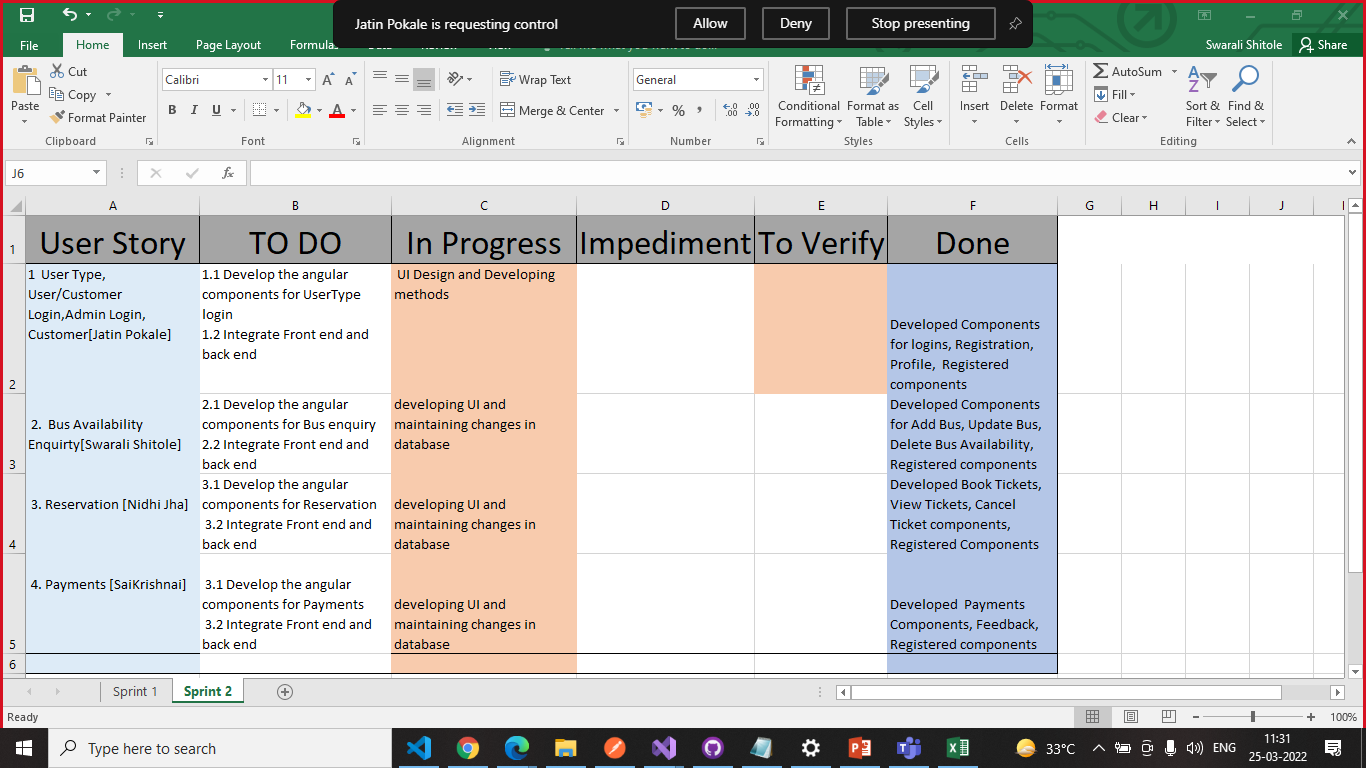 Jatin Pokale is requesting control
Allow
Deny
Stop presenting
File
Home
Insert
Page Layout
Formulas
Swarali Shitole
Share
Paste
Cut
Copy
Format Painter
Clipboard
Calibri
11
B I U
A
Font
Wrap Text
Merge & Center
Alignment
General
%
Number
Conditional Formatting
Format as Table
Cell Styles
Styles
Insert
Delete
Format
Cells
AutoSum
Fill
Clear
Sort & Filter
Find & Select
Editing
J6
fx
A B C D E F G H I J
1
User Story
TO DO
In Progress
Impediment
To Verify
Done
2
1 User Type,
User/Customer
Login,Admin Login,
Customer[Jatin Pokale]
1.1 Develop the angular
components for UserType
login
1.2 Integrate Front end and
back end
UI Design and Developing
methods
Developed Components
for logins, Registration,
Profile, Registered
components
3
2. Bus Availability
Enquirty[Swarali Shitole]
2.1 Develop the angular
components for Bus enquiry
2.2 Integrate Front end and
back end
developing UI and
maintaining changes in
database
Developed Components
for Add Bus, Update Bus,
Delete Bus Availability,
Registered components
4
3. Reservation [Nidhi Jha]
3.1 Develop the angular
components for Reservation
3.2 Integrate Front end and
back end
developing UI and
maintaining changes in
database
Developed Book Tickets,
View Tickets, Cancel
Ticket components,
Registered Components
5
4. Payments [SaiKrishnai]
3.1 Develop the angular
components for Payments
3.2 Integrate Front end and
back end
developing UI and
maintaining changes in
database
Developed Payments
Components, Feedback,
Registered components
6
Sprint 1
Sprint 2
Ready
100%
Type here to search
33°C
ENG
11:31
25-03-2022